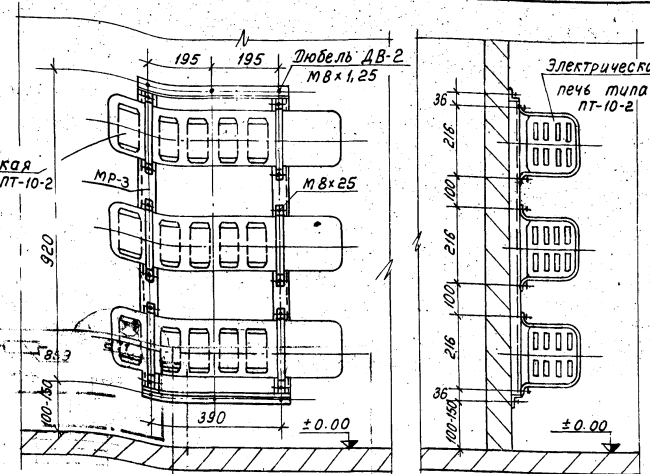 195
195
Дюбель ДВ-2
М8×1,25
кая
ПТ-10-2
МР-3
М8×25
920
100-150
390
±0.00
Электрическа
печь типа
ПТ-10-2
36
216
100
216
100
216
36
100-150
±0.00